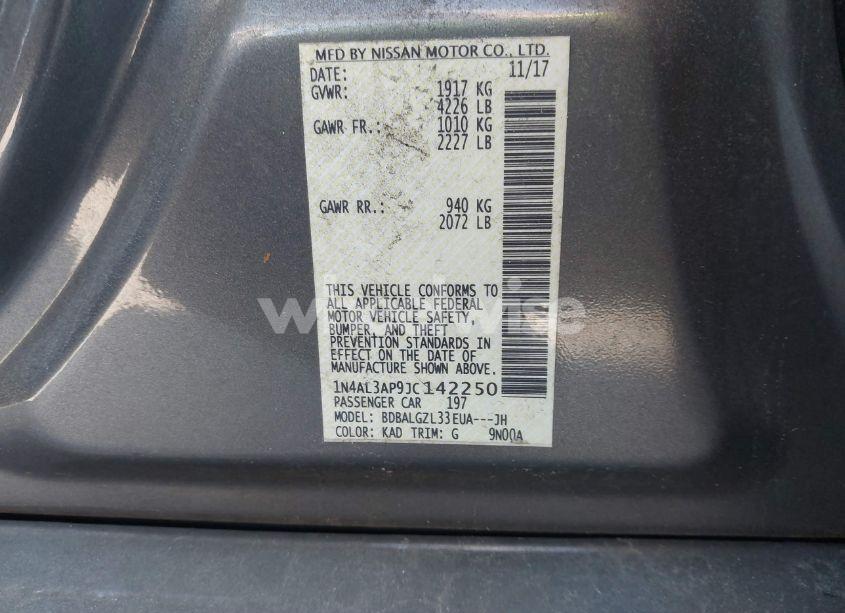 MFD BY NISSAN MOTOR CO., LTD.
DATE: 11/17
GVWR: 1917 KG
4226 LB
GAWR FR.: 1010 KG
2227 LB
GAWR RR.: 940 KG
2072 LB
THIS VEHICLE CONFORMS TO
ALL APPLICABLE FEDERAL
MOTOR VEHICLE SAFETY,
BUMPER, AND THEFT
PREVENTION STANDARDS IN
EFFECT ON THE DATE OF
MANUFACTURE SHOWN ABOVE.
1N4AL3AP9JC142250
PASSENGER CAR 197
MODEL: BDBALGZL33EUA---JH
COLOR: KAD TRIM: G 9N00A